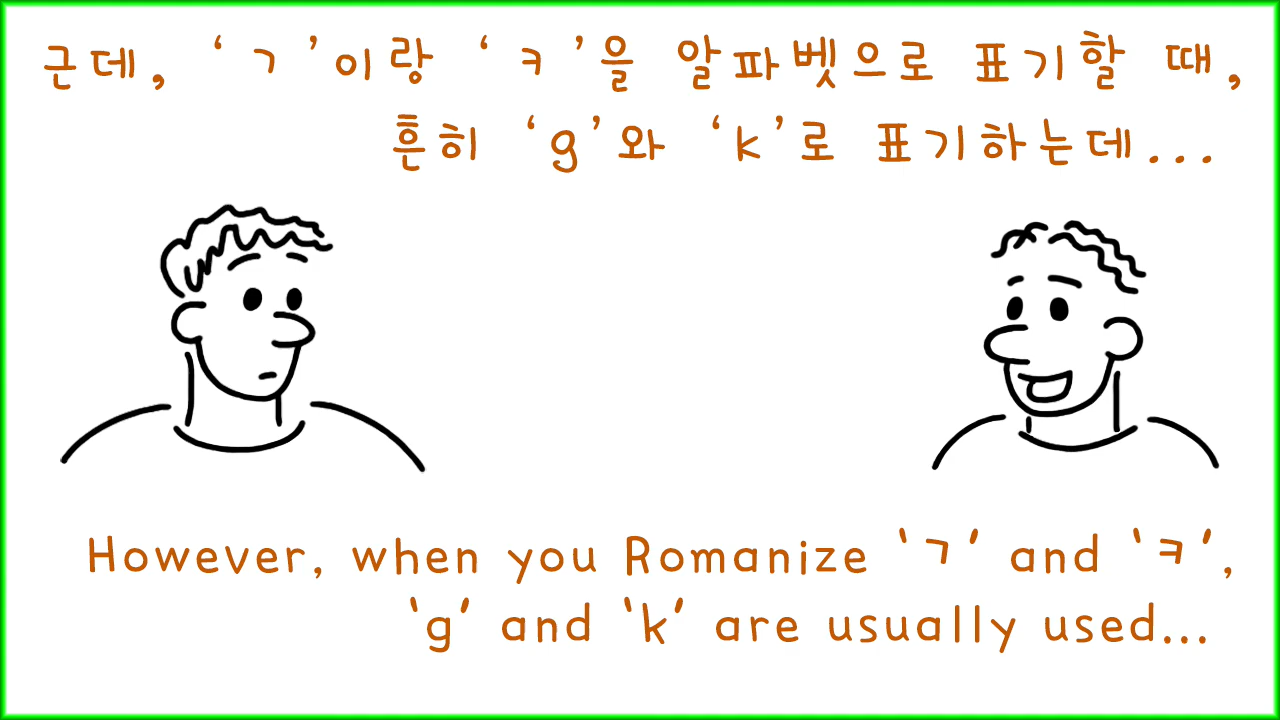 근데, ‘ㄱ’이랑 ‘ㅋ’을 알파벳으로 표기할 때,
흔히 ‘g’와 ‘k’로 표기하는데...
However, when you Romanize ‘ㄱ’ and ‘ㅋ’,
‘g’ and ‘k’ are usually used...